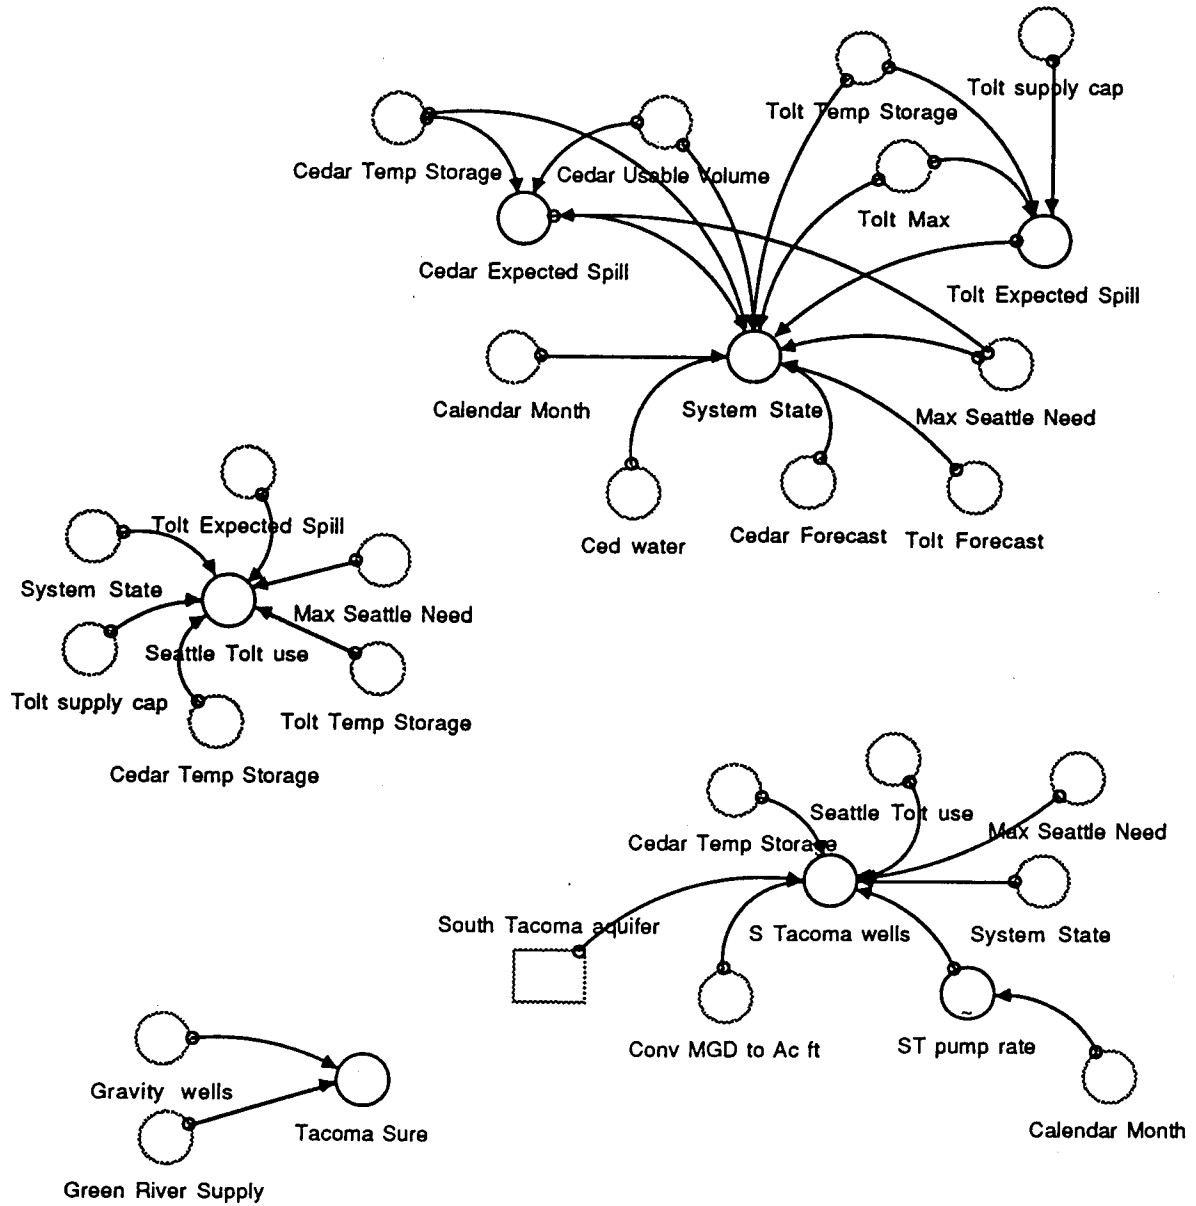 Tolt supply cap
Tolt Temp Storage
Cedar Temp Storage
Cedar Usable Volume
Tolt Max
Cedar Expected Spill
Tolt Expected Spill
Calendar Month
System State
Max Seattle Need
Ced water
Cedar Forecast
Tolt Forecast
Tolt Expected Spill
System State
Max Seattle Need
Seattle Tolt use
Tolt supply cap
Tolt Temp Storage
Cedar Temp Storage
Seattle Tolt use
Max Seattle Need
Cedar Temp Storage
South Tacoma aquifer
S Tacoma wells
System State
Conv MGD to Ac ft
ST pump rate
~
Calendar Month
Gravity wells
Tacoma Sure
Green River Supply